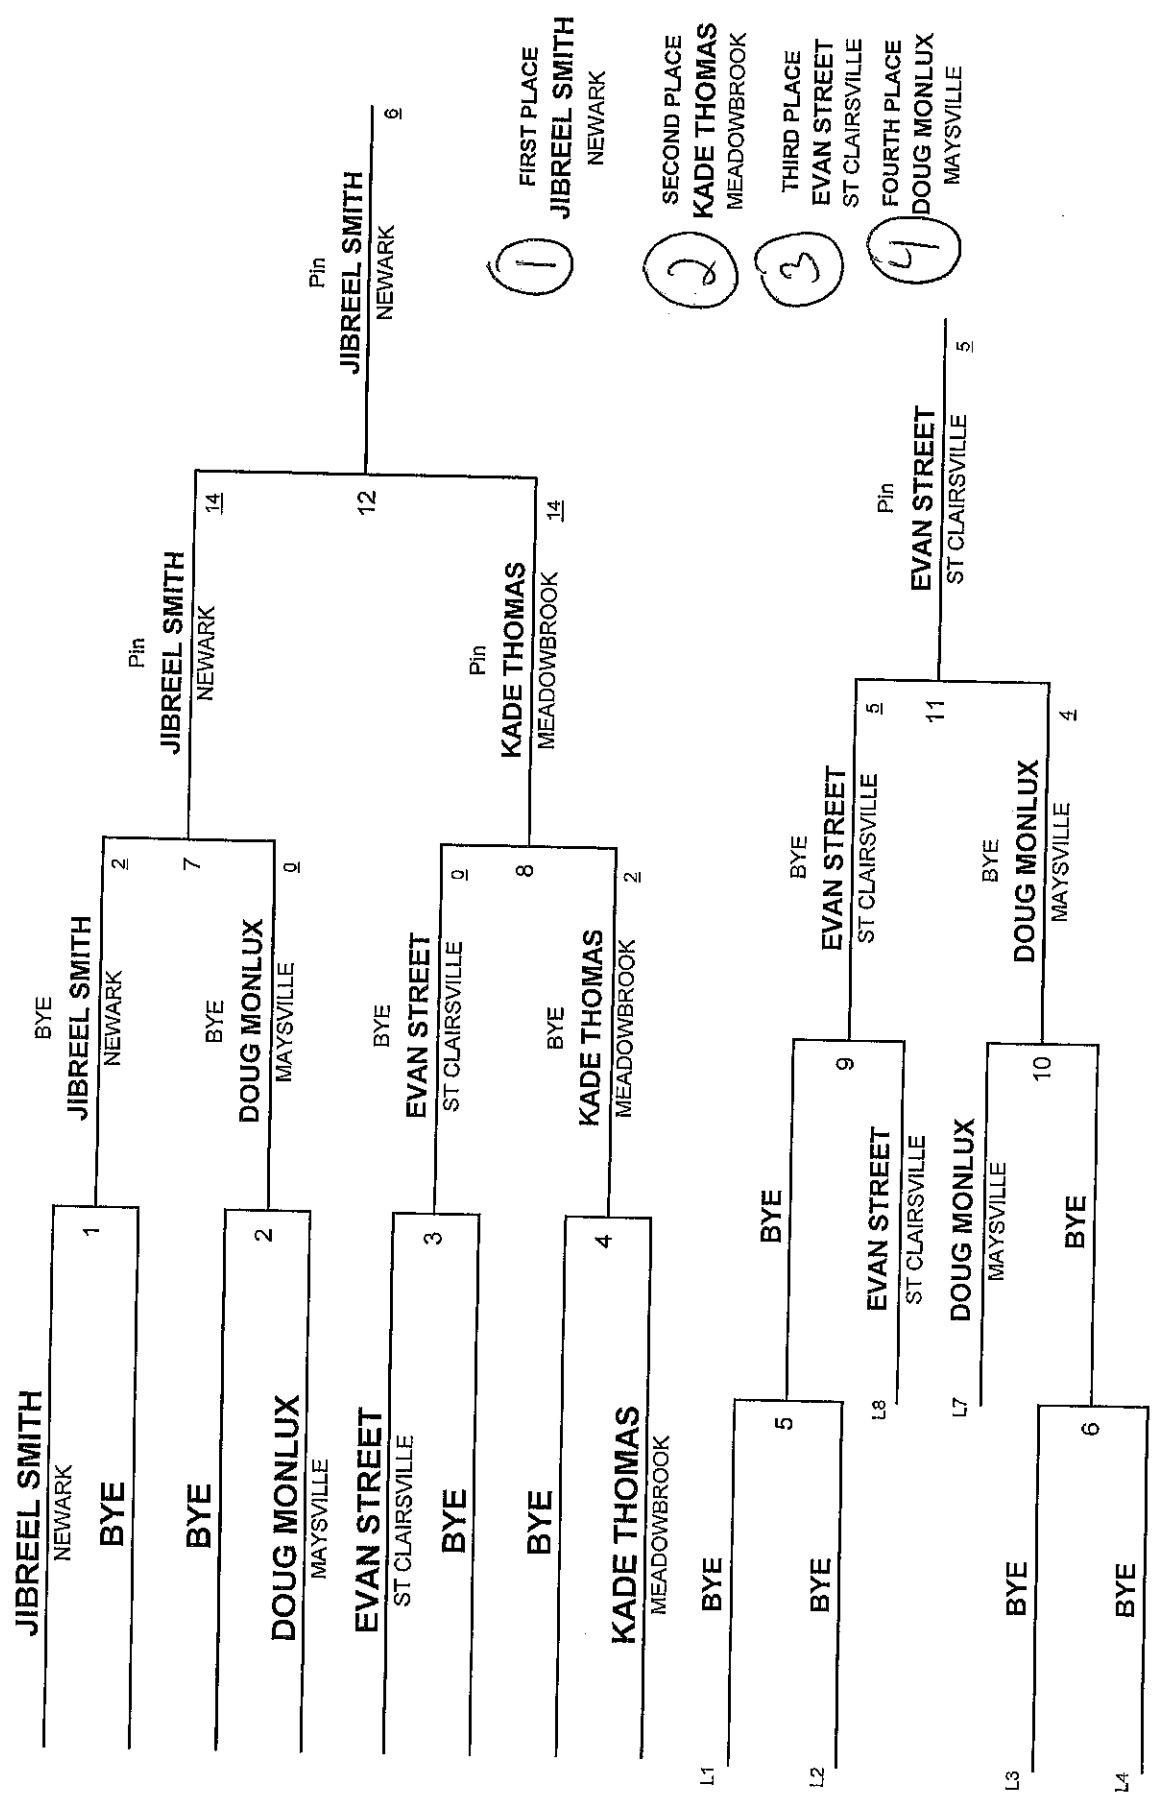 JIBREEL SMITH
NEWARK
BYE
1
BYE
DOUG MONLUX
MAYSVILLE
2
EVAN STREET
ST CLAIRSVILLE
BYE
3
BYE
KADE THOMAS
MEADOWBROOK
4
BYE
JIBREEL SMITH
NEWARK
2
7
BYE
DOUG MONLUX
MAYSVILLE
0
BYE
EVAN STREET
ST CLAIRSVILLE
0
8
BYE
KADE THOMAS
MEADOWBROOK
2
Pin
JIBREEL SMITH
NEWARK
14
12
Pin
KADE THOMAS
MEADOWBROOK
14
Pin
JIBREEL SMITH
NEWARK
6
L1
BYE
5
L2
BYE
L3
BYE
6
L4
BYE
BYE
9
L8
EVAN STREET
ST CLAIRSVILLE
L7
DOUG MONLUX
MAYSVILLE
10
BYE
BYE
EVAN STREET
ST CLAIRSVILLE
5
11
BYE
DOUG MONLUX
MAYSVILLE
4
Pin
EVAN STREET
ST CLAIRSVILLE
5
1
FIRST PLACE
JIBREEL SMITH
NEWARK
2
SECOND PLACE
KADE THOMAS
MEADOWBROOK
3
THIRD PLACE
EVAN STREET
ST CLAIRSVILLE
4
FOURTH PLACE
DOUG MONLUX
MAYSVILLE